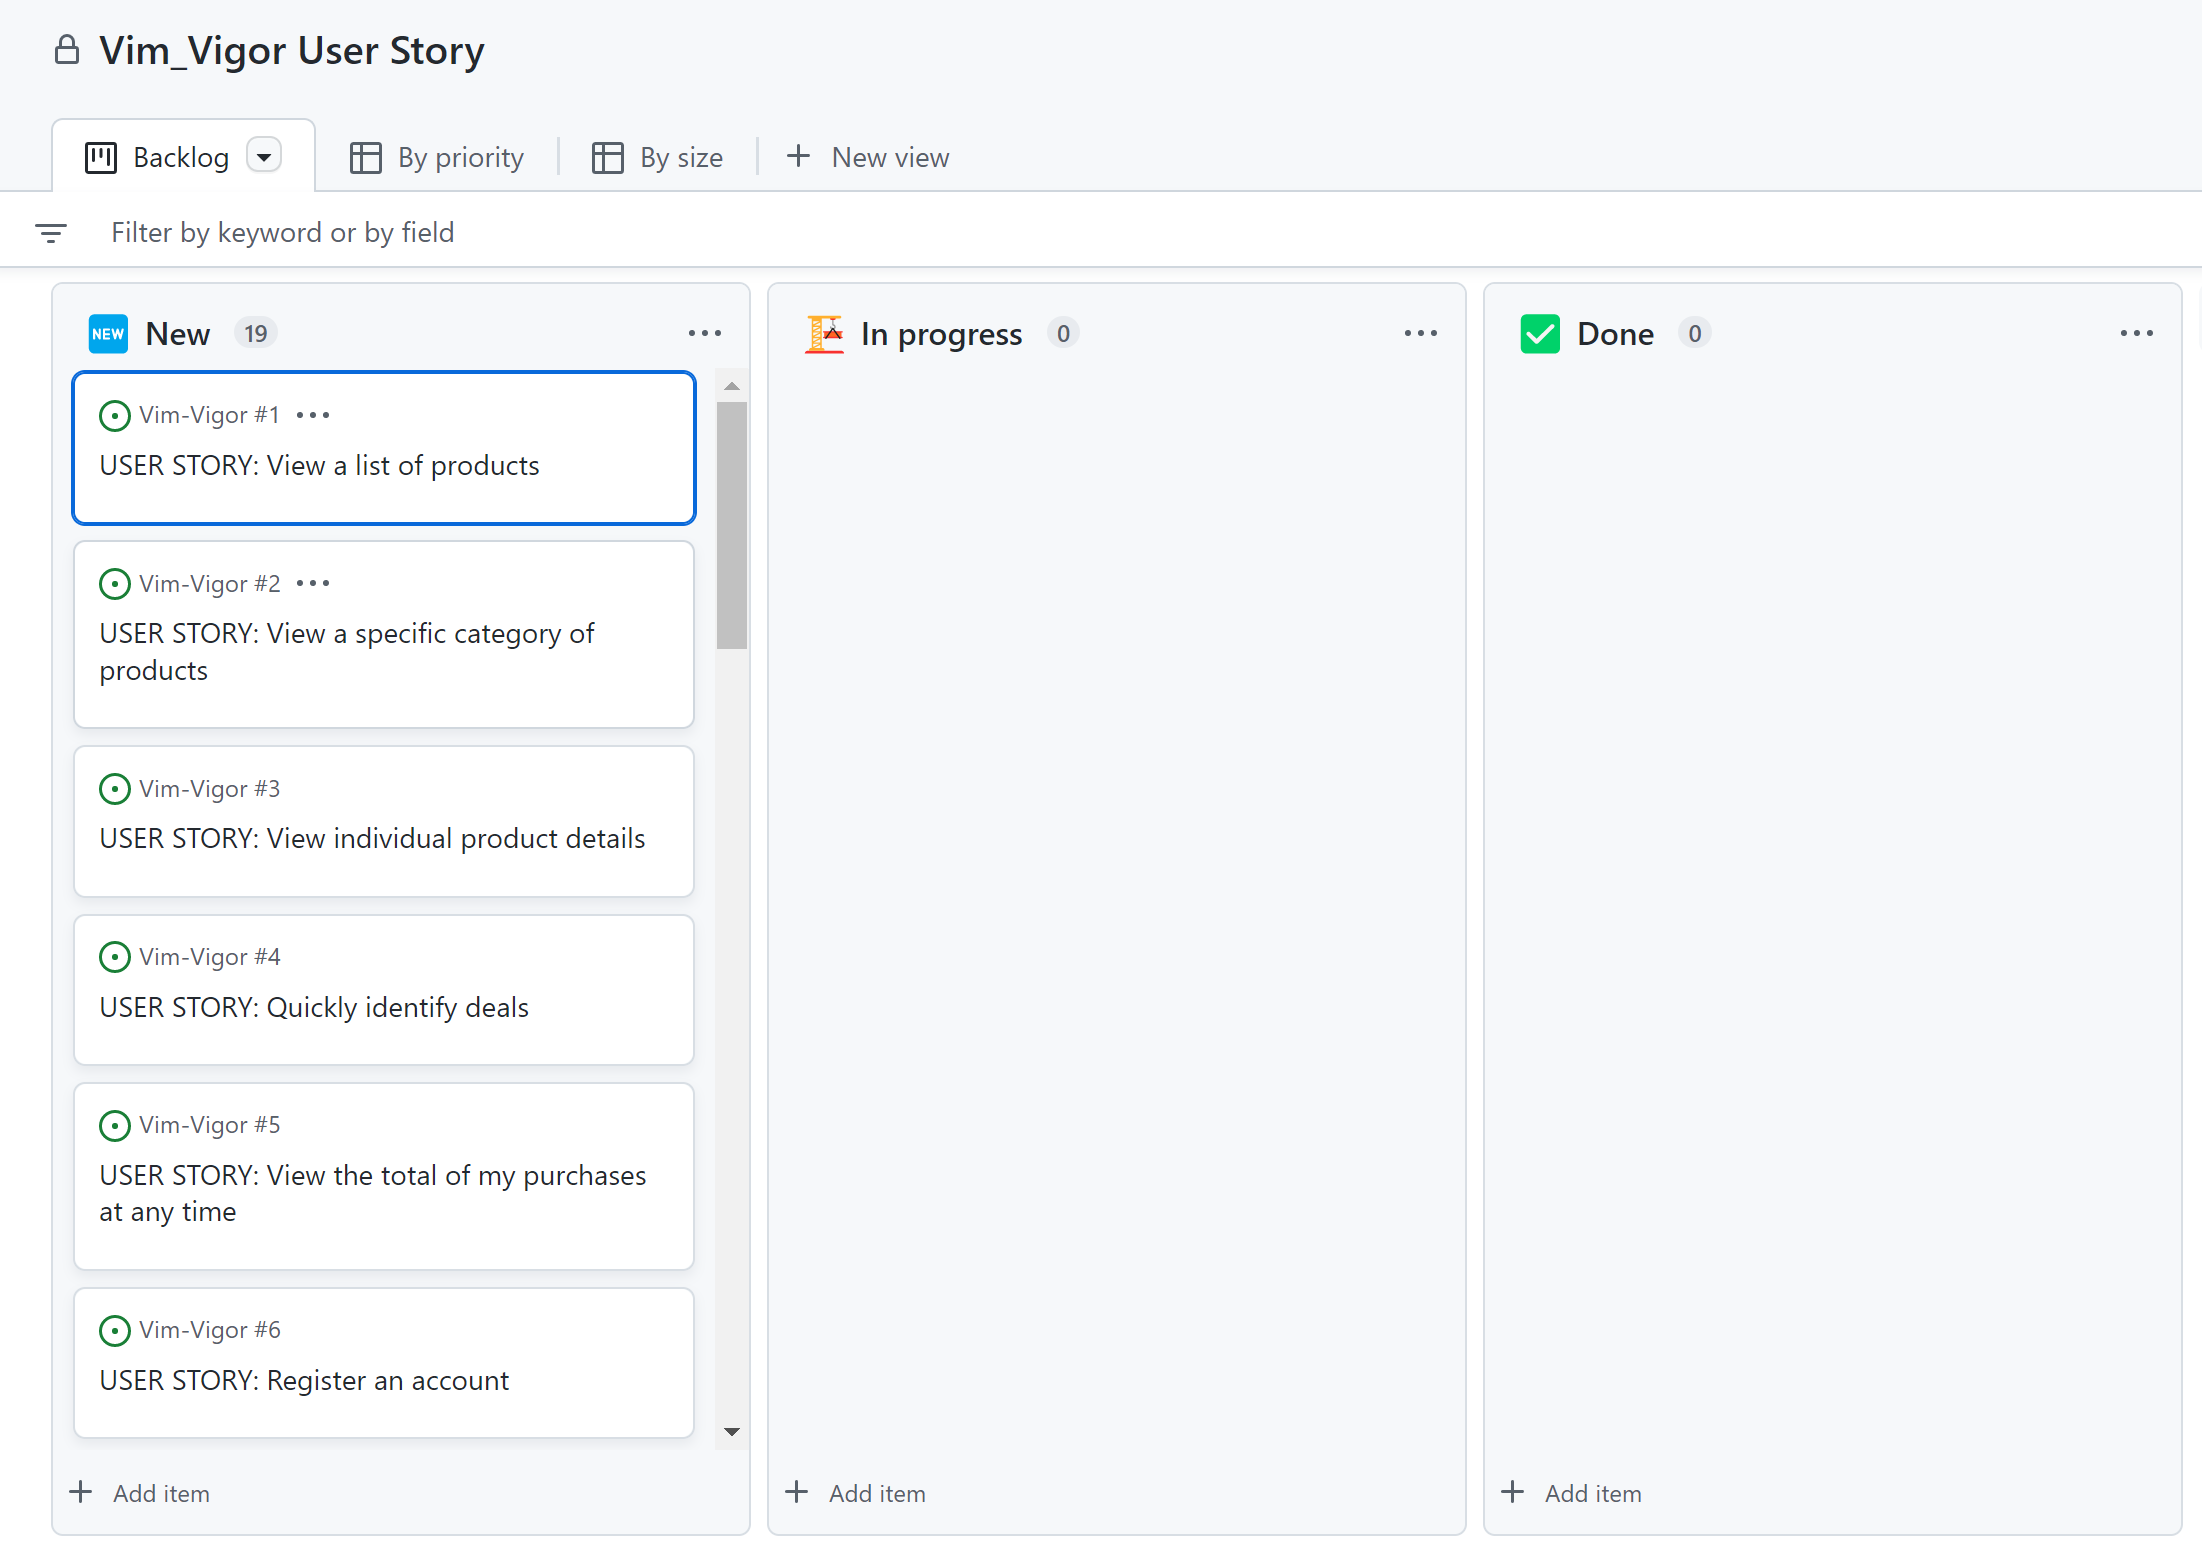 Vim_Vigor User Story
Backlog
By priority
By size
New view
Filter by keyword or by field
NEW New 19
Vim-Vigor #1
USER STORY: View a list of products
Vim-Vigor #2
USER STORY: View a specific category of
products
Vim-Vigor #3
USER STORY: View individual product details
Vim-Vigor #4
USER STORY: Quickly identify deals
Vim-Vigor #5
USER STORY: View the total of my purchases
at any time
Vim-Vigor #6
USER STORY: Register an account
Add item
In progress 0
Add item
Done 0
Add item